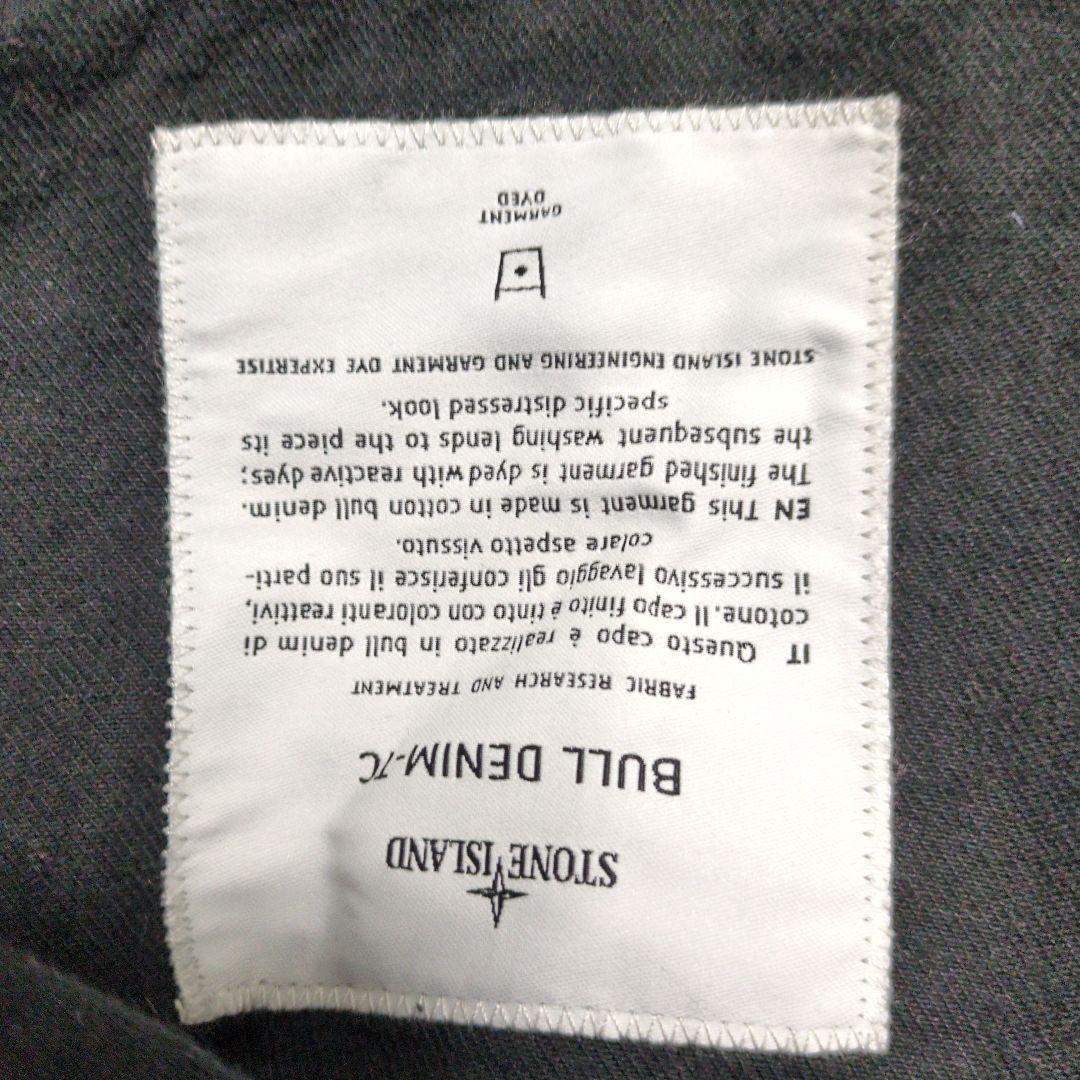 STONE ISLAND
BULL DENIM-7C
FABRIC RESEARCH AND TREATMENT
IT Questo capo è realizzato in bull denim di
cotone. Il capo finito è tinto con coloranti reattivi,
il successivo lavaggio gli conferisce il suo parti-
colare aspetto vissuto.
EN This garment is made in cotton bull denim.
The finished garment is dyed with reactive dyes;
the subsequent washing lends to the piece its
specific distressed look.
STONE ISLAND ENGINEERING AND GARMENT DYE EXPERTISE
GARMENT
DYED